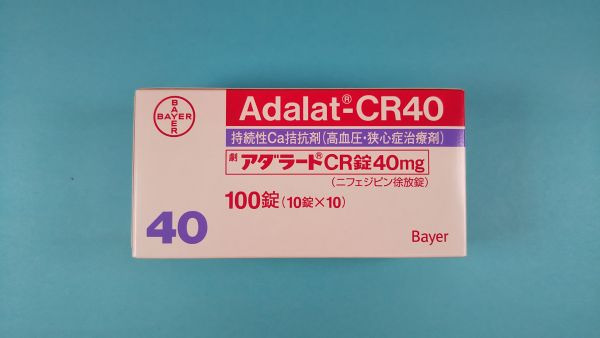 BAYER
BAYER
Adalat®-CR40
持続性Ca拮抗剤(高血圧・狭心症治療剤)
劇 アダラート®CR錠40mg
(ニフェジピン徐放錠)
100錠(10錠×10)
40
Bayer